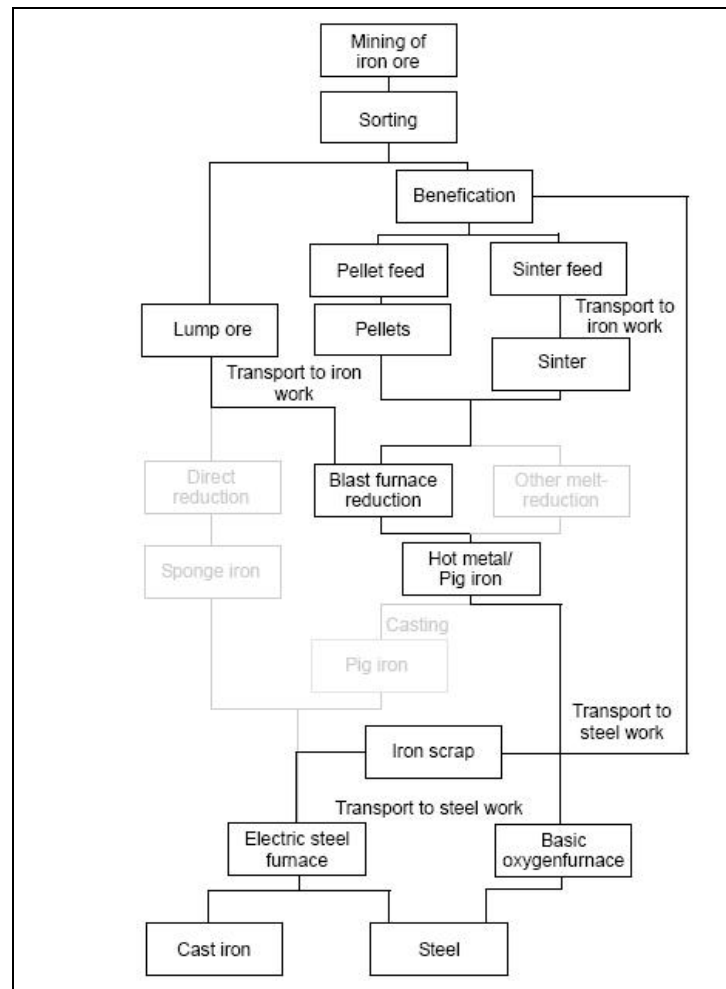 Mining of
iron ore
Sorting
Benefication
Pellet feed
Sinter feed
Transport to
iron work
Lump ore
Pellets
Sinter
Transport to iron
work
Direct
reduction
Blast furnace
reduction
Other melt-
reduction
Sponge iron
Hot metal/
Pig iron
Casting
Pig iron
Transport to
steel work
Iron scrap
Transport to steel work
Electric steel
furnace
Basic
oxygenfurnace
Cast iron
Steel